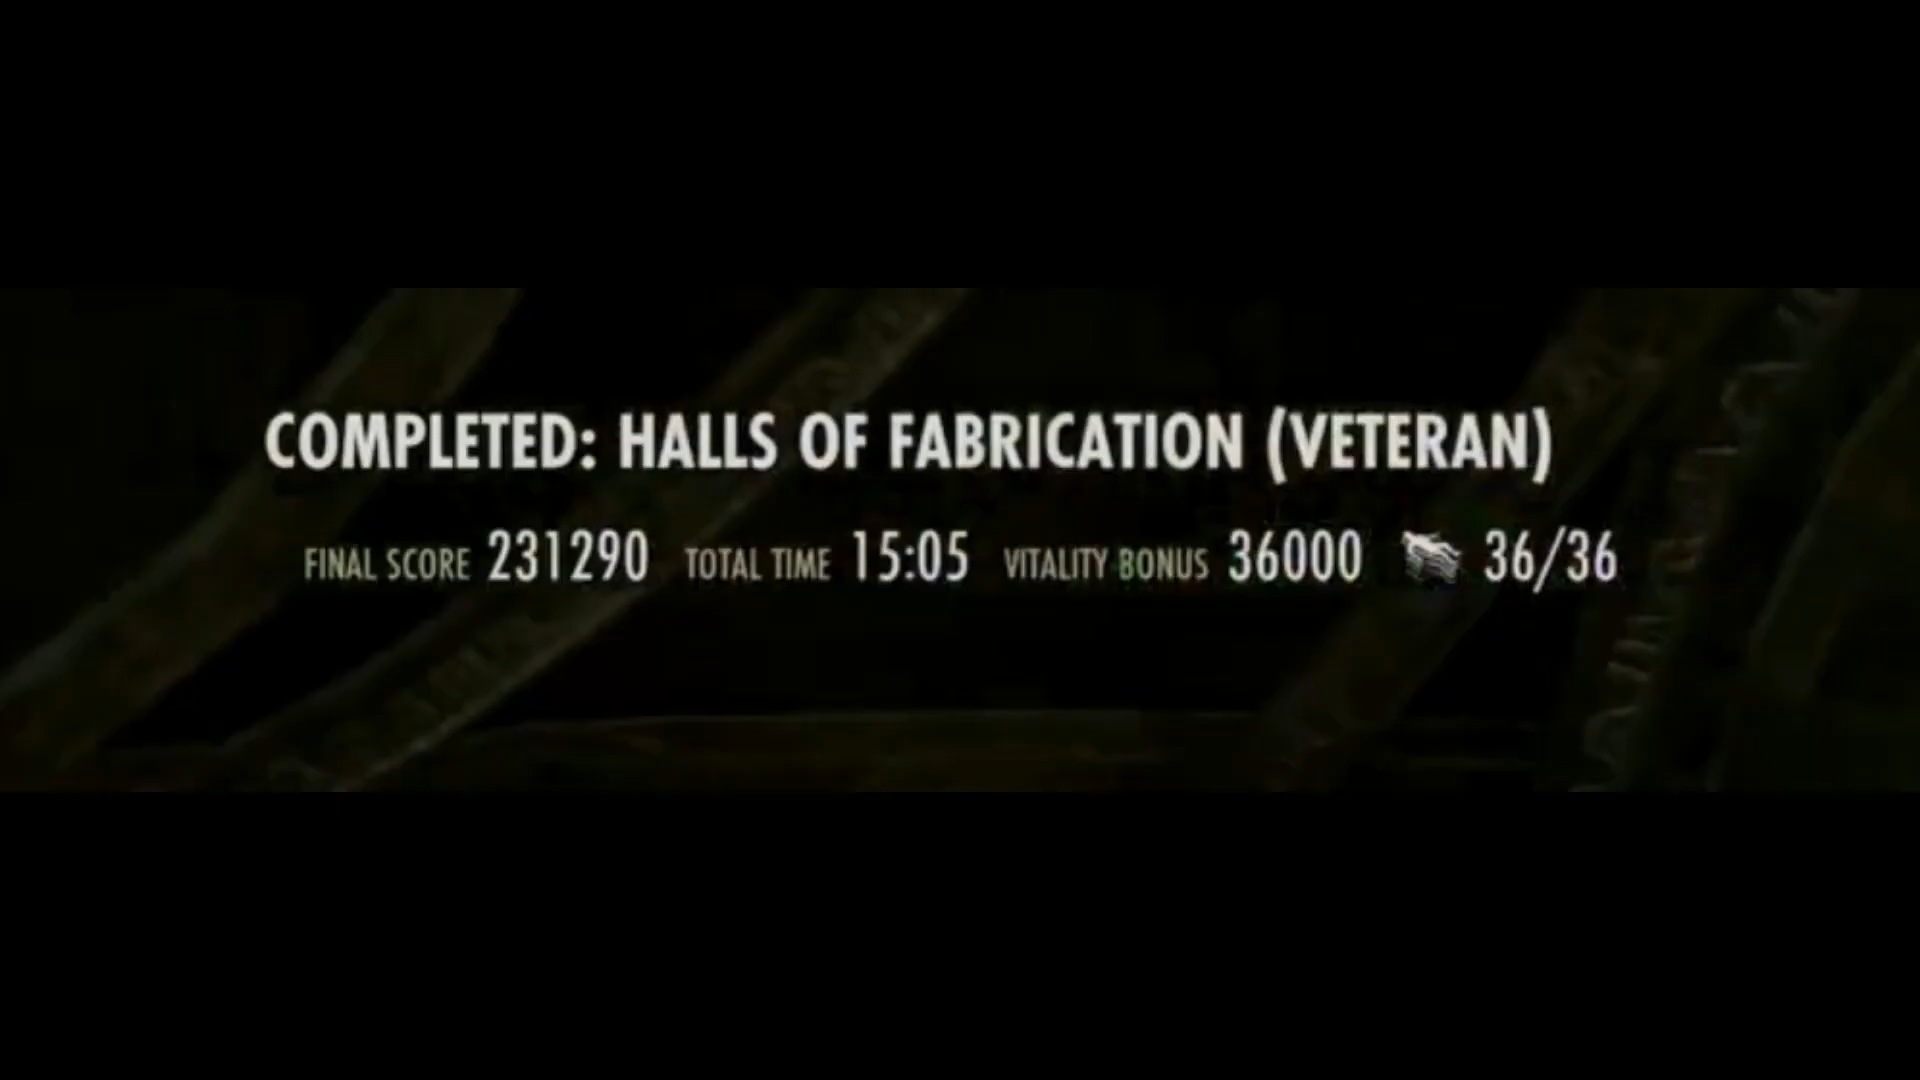 COMPLETED: HALLS OF FABRICATION (VETERAN)
FINAL SCORE 231290 TOTAL TIME 15:05 VITALITY BONUS 36000 36/36